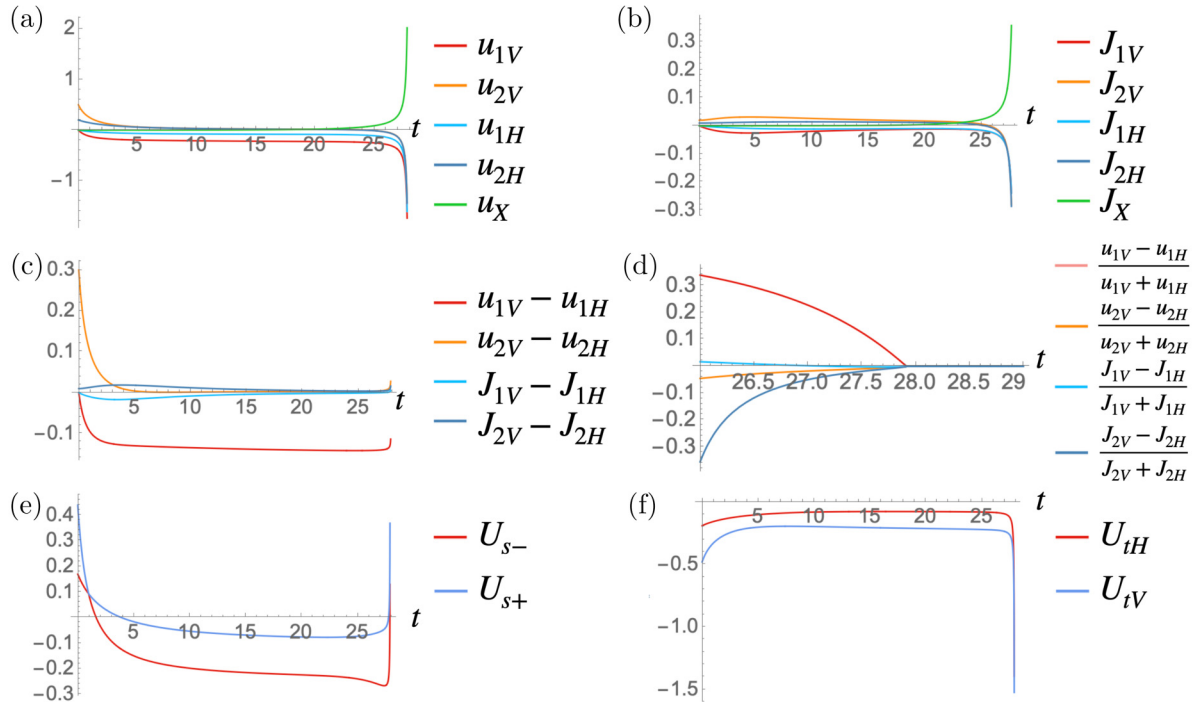 (a)
2
1
-1
5
10
15
20
25
t
u1V
u2V
u1H
u2H
uX
(b)
0.3
0.2
0.1
-0.1
-0.2
-0.3
5
10
15
20
25
t
J1V
J2V
J1H
J2H
JX
(c)
0.3
0.2
0.1
-0.1
5
10
15
20
25
t
u1V − u1H
u2V − u2H
J1V − J1H
J2V − J2H
(d)
0.3
0.2
0.1
-0.1
-0.2
-0.3
26.5
27.0
27.5
28.0
28.5
29
t
u1V − u1H
u1V + u1H
u2V − u2H
u2V + u2H
J1V − J1H
J1V + J1H
J2V − J2H
J2V + J2H
(e)
0.4
0.3
0.2
0.1
-0.1
-0.2
-0.3
5
10
15
20
25
t
Us−
Us+
(f)
5
10
15
20
25
t
-0.5
-1.0
-1.5
UtH
UtV